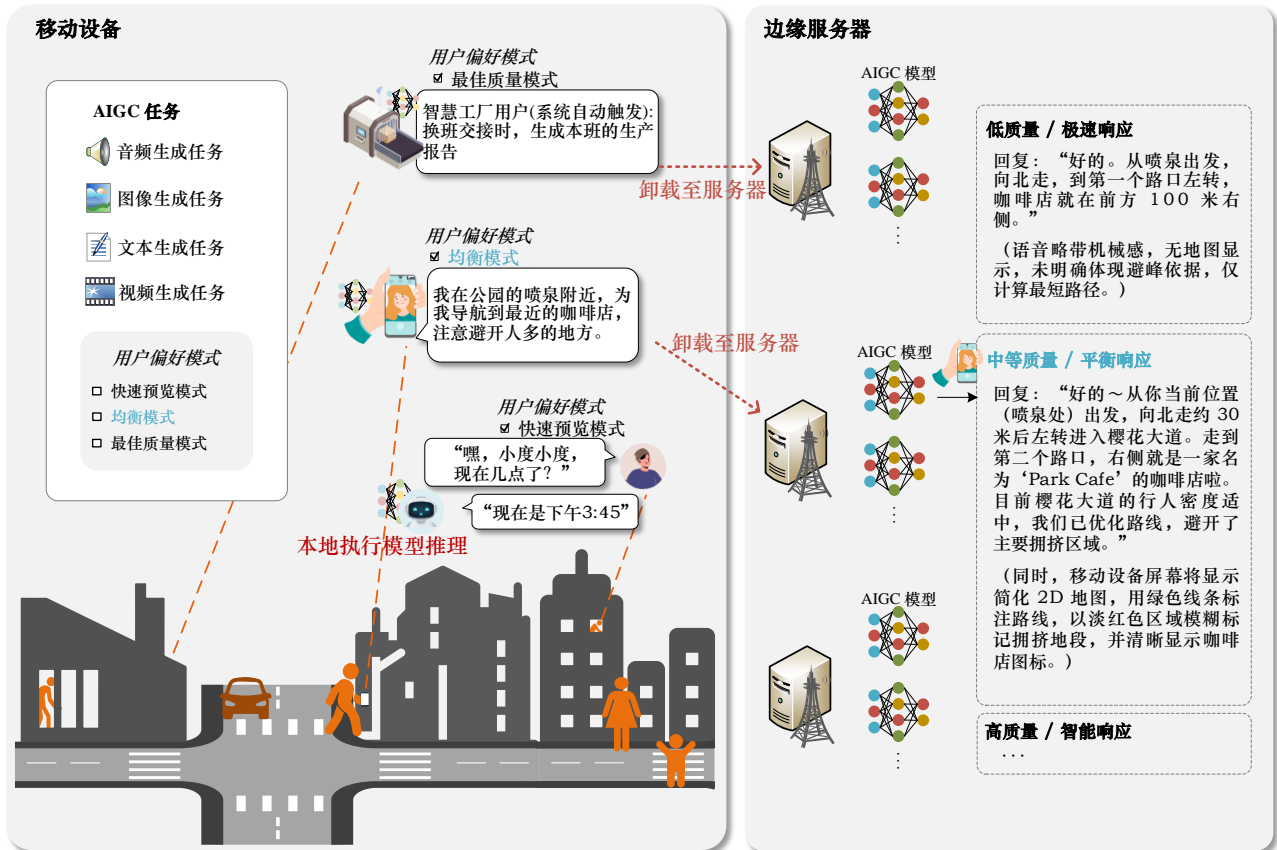 移动设备
AIGC 任务
音频生成任务
图像生成任务
文本生成任务
视频生成任务
用户偏好模式
快速预览模式
均衡模式
最佳质量模式
用户偏好模式
最佳质量模式
智慧工厂用户(系统自动触发):
换班交接时，生成本班的生产
报告
卸载至服务器
用户偏好模式
均衡模式
我在公园的喷泉附近，为
我导航到最近的咖啡店，
注意避开人多的地方。
卸载至服务器
用户偏好模式
快速预览模式
“嘿，小度小度，
现在几点了？”
“现在是下午3:45”
本地执行模型推理
边缘服务器
AIGC 模型
⋮
AIGC 模型
⋮
AIGC 模型
⋮
低质量 / 极速响应
回复：“好的。从喷泉出发，
向北走，到第一个路口左转，
咖啡店就在前方 100 米右
侧。”
（语音略带机械感，无地图显
示，未明确体现避峰依据，仅
计算最短路径。）
中等质量 / 平衡响应
回复：“好的～从你当前位置
（喷泉处）出发，向北走约 30
米后左转进入樱花大道。走到
第二个路口，右侧就是一家名
为‘Park Cafe’的咖啡店啦。
目前樱花大道的行人密度适
中，我们已优化路线，避开了
主要拥挤区域。”
（同时，移动设备屏幕将显示
简化 2D 地图，用绿色线条标
注路线，以淡红色区域模糊标
记拥挤地段，并清晰显示咖啡
店图标。）
高质量 / 智能响应
···